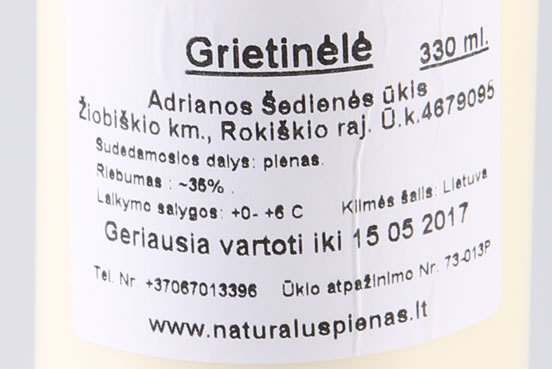 Grietinėlė 330 ml.
Adrianos Šedienės ūkis
Žiobiškio km., Rokiškio raj. Ū.k.4679095
Sudedamosios dalys: pienas.
Riebumas : ~35% .
Laikymo sąlygos: +0- +6 C Kilmės šalis: Lietuva
Geriausia vartoti iki 15 05 2017
Tel. Nr. +37067013396 Ūkio atpažinimo Nr. 73-013P
www.naturaluspienas.lt